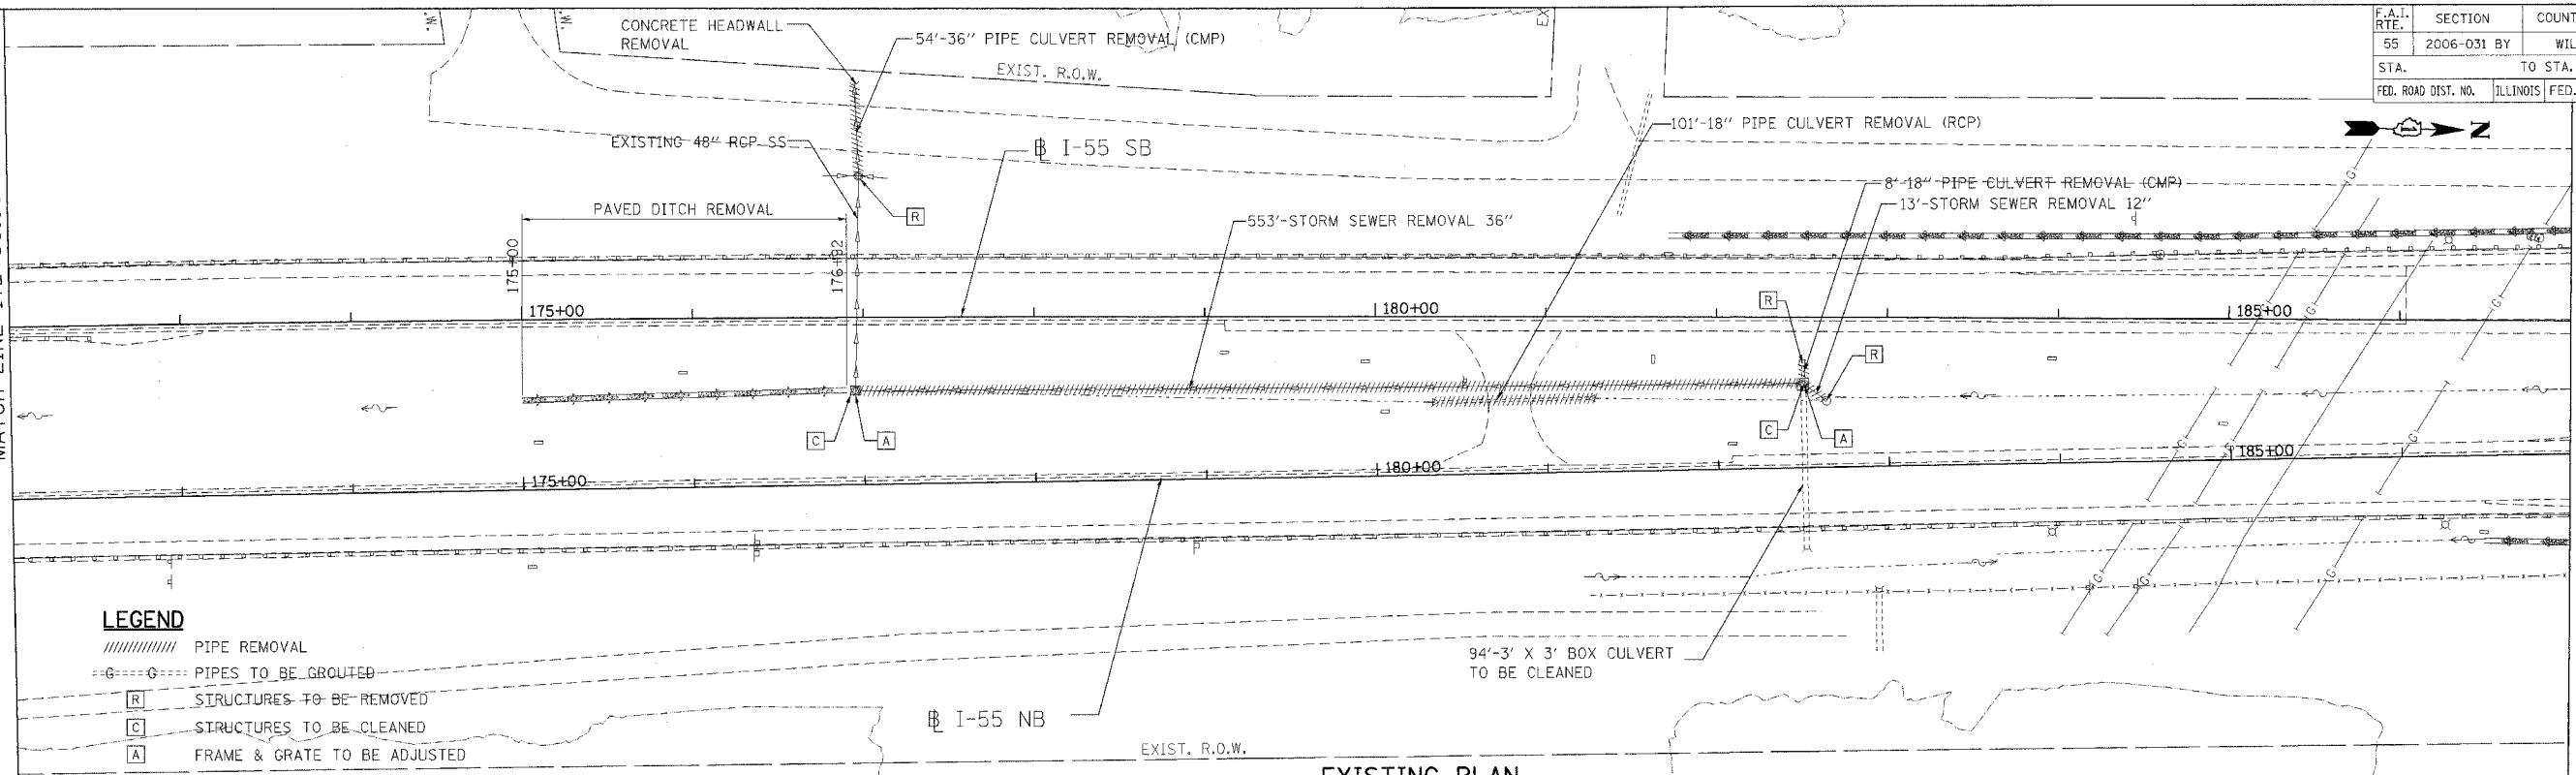 F.A.I. RTE. SECTION COUNT
55 2006-031 BY WIL
STA. TO STA.
FED. ROAD DIST. NO. ILLINOIS FED.
CONCRETE HEADWALL
REMOVAL
54'-36" PIPE CULVERT REMOVAL (CMP)
EXIST. R.O.W.
EXISTING 48" RCP SS
℄ I-55 SB
101'-18" PIPE CULVERT REMOVAL (RCP)
N
8'-18" PIPE CULVERT REMOVAL (CMP)
13'-STORM SEWER REMOVAL 12"
PAVED DITCH REMOVAL
R
553'-STORM SEWER REMOVAL 36"
175+00
176+92
175+00
180+00
R
185+00
R
C
A
C
A
175+00
180+00
185+00
G
G
G
G
G
G
G
G
G
G
94'-3' X 3' BOX CULVERT
TO BE CLEANED
℄ I-55 NB
EXIST. R.O.W.
LEGEND
PIPE REMOVAL
G G PIPES TO BE GROUTED
R STRUCTURES TO BE REMOVED
C STRUCTURES TO BE CLEANED
A FRAME & GRATE TO BE ADJUSTED
EXISTING PLAN